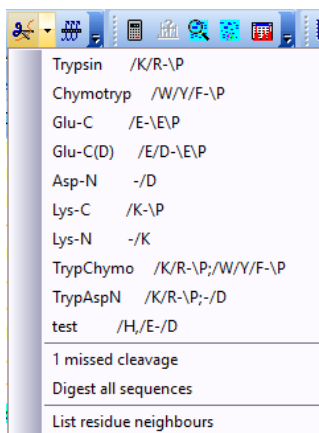 Trypsin /K/R-\P
Chymotryp /W/Y/F-\P
Glu-C /E-\E\P
Glu-C(D) /E/D-\E\P
Asp-N -/D
Lys-C /K-\P
Lys-N -/K
TrypChymo /K/R-\P;/W/Y/F-\P
TrypAspN /K/R-\P;-/D
test /H,/E-/D
1 missed cleavage
Digest all sequences
List residue neighbours